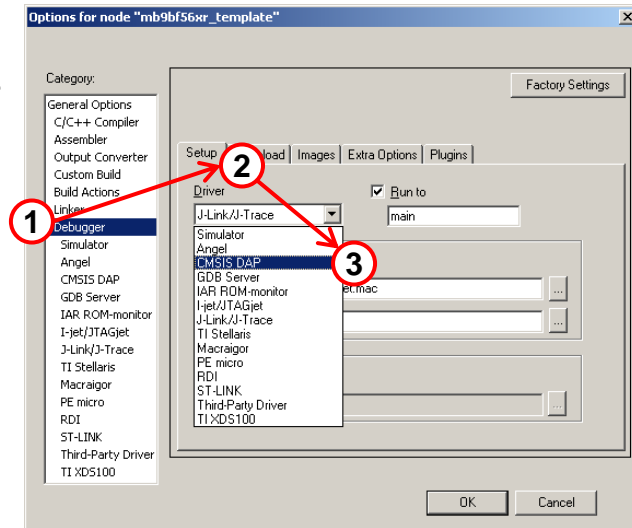 Options for node "mb9bf56xr_template"
Category:
General Options
C/C++ Compiler
Assembler
Output Converter
Custom Build
Build Actions
Linker
Debugger
Simulator
Angel
CMSIS DAP
GDB Server
IAR ROM-monitor
I-jet/JTAGjet
J-Link/J-Trace
TI Stellaris
Macraigor
PE micro
RDI
ST-LINK
Third-Party Driver
TI XDS100
1
Factory Settings
Setup Images Extra Options Plugins
2
Driver
Run to
J-Link/J-Trace
main
Simulator
Angel
CMSIS DAP
GDB Server
IAR ROM-monitor
I-jet/JTAGjet
J-Link/J-Trace
TI Stellaris
Macraigor
PE micro
RDI
ST-LINK
Third-Party Driver
TI XDS100
3
...
...
...
OK Cancel